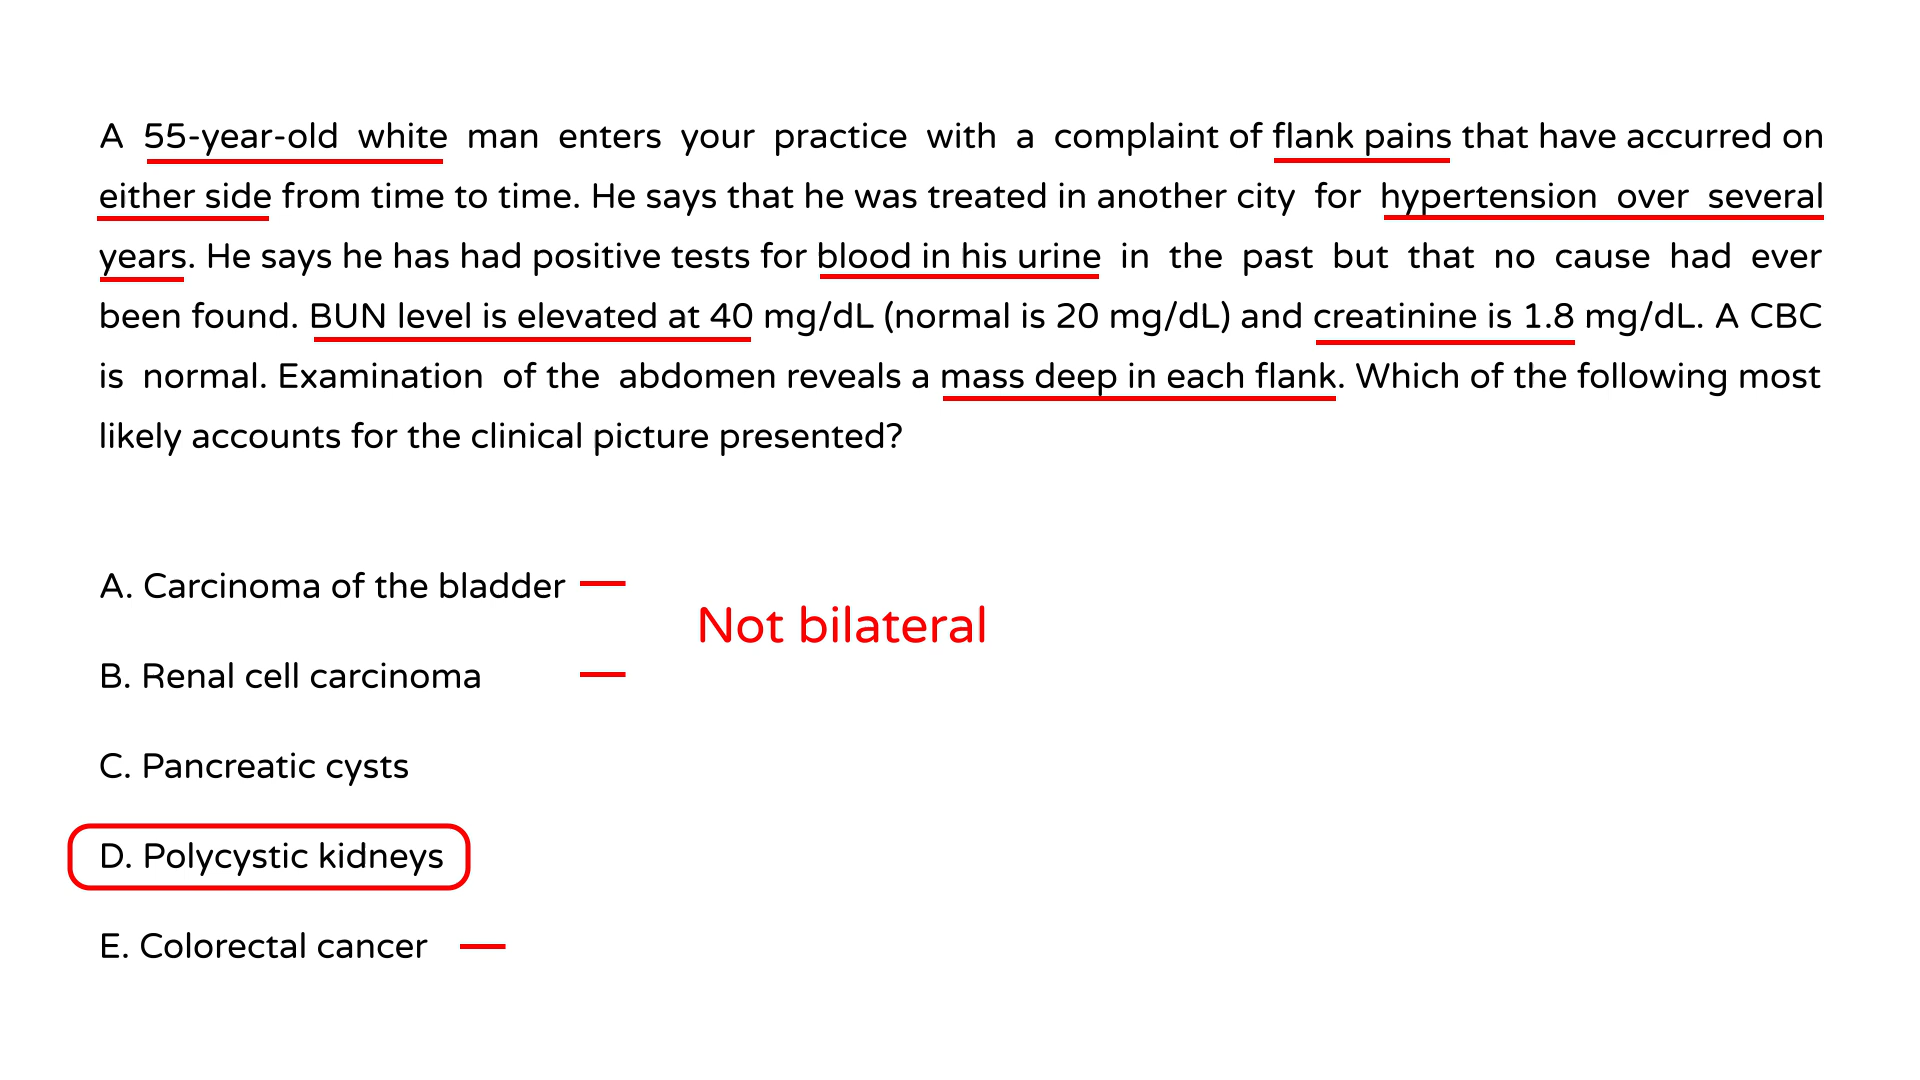 A 55-year-old white man enters your practice with a complaint of flank pains that have accurred on
either side from time to time. He says that he was treated in another city for hypertension over several
years. He says he has had positive tests for blood in his urine in the past but that no cause had ever
been found. BUN level is elevated at 40 mg/dL (normal is 20 mg/dL) and creatinine is 1.8 mg/dL. A CBC
is normal. Examination of the abdomen reveals a mass deep in each flank. Which of the following most
likely accounts for the clinical picture presented?
A. Carcinoma of the bladder
Not bilateral
B. Renal cell carcinoma
C. Pancreatic cysts
D. Polycystic kidneys
E. Colorectal cancer